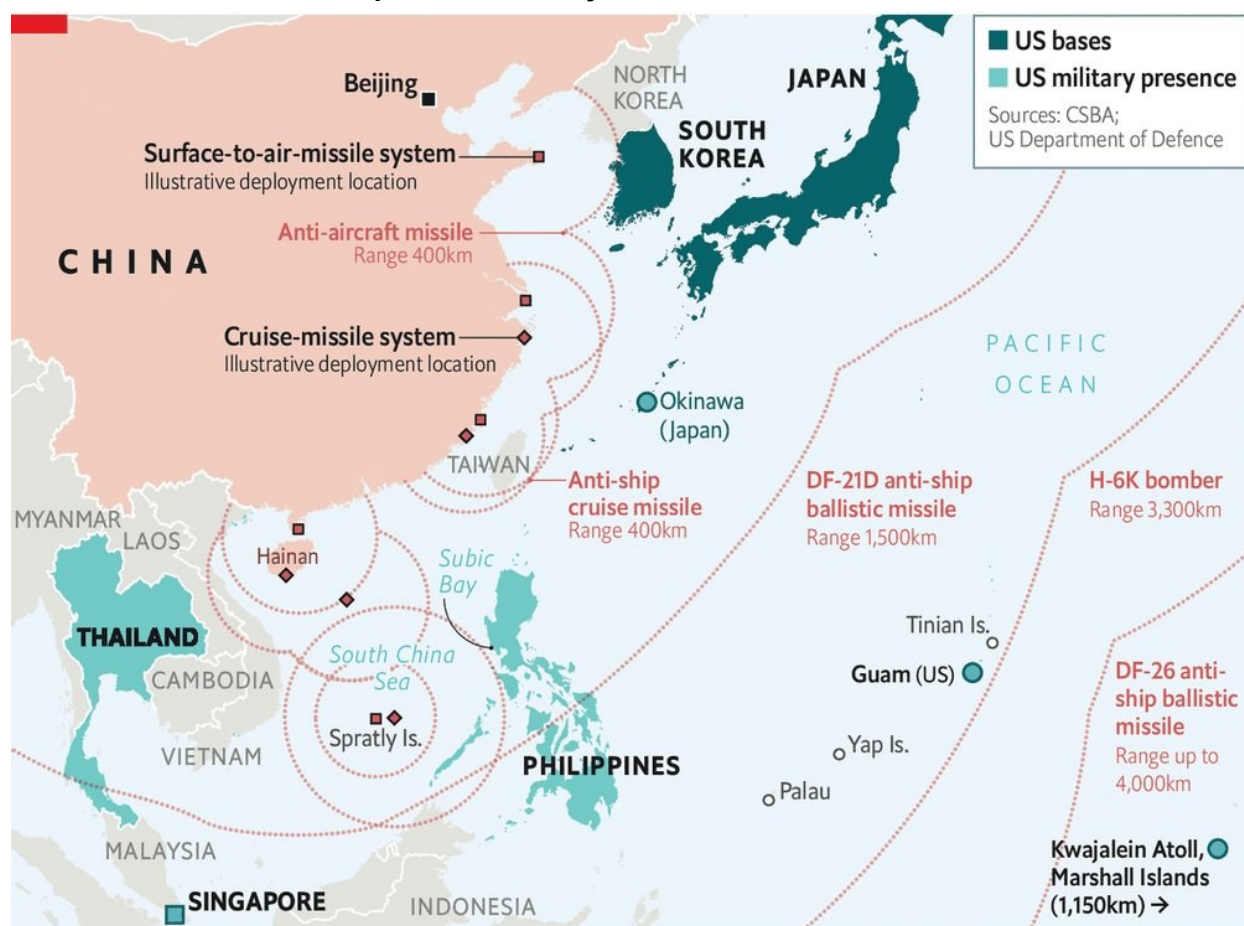 US bases
US military presence
Sources: CSBA;
US Department of Defence
Beijing
NORTH
KOREA
JAPAN
SOUTH
KOREA
Surface-to-air-missile system
Illustrative deployment location
Anti-aircraft missile
Range 400km
CHINA
Cruise-missile system
Illustrative deployment location
PACIFIC
OCEAN
Okinawa
(Japan)
TAIWAN
Anti-ship
cruise missile
Range 400km
DF-21D anti-ship
ballistic missile
Range 1,500km
H-6K bomber
Range 3,300km
MYANMAR
LAOS
Hainan
Subic
Bay
THAILAND
South China
Sea
CAMBODIA
VIETNAM
Spratly Is.
PHILIPPINES
Tinian Is.
Guam (US)
Yap Is.
Palau
DF-26 anti-
ship ballistic
missile
Range up to
4,000km
MALAYSIA
SINGAPORE
INDONESIA
Kwajalein Atoll,
Marshall Islands
(1,150km) →